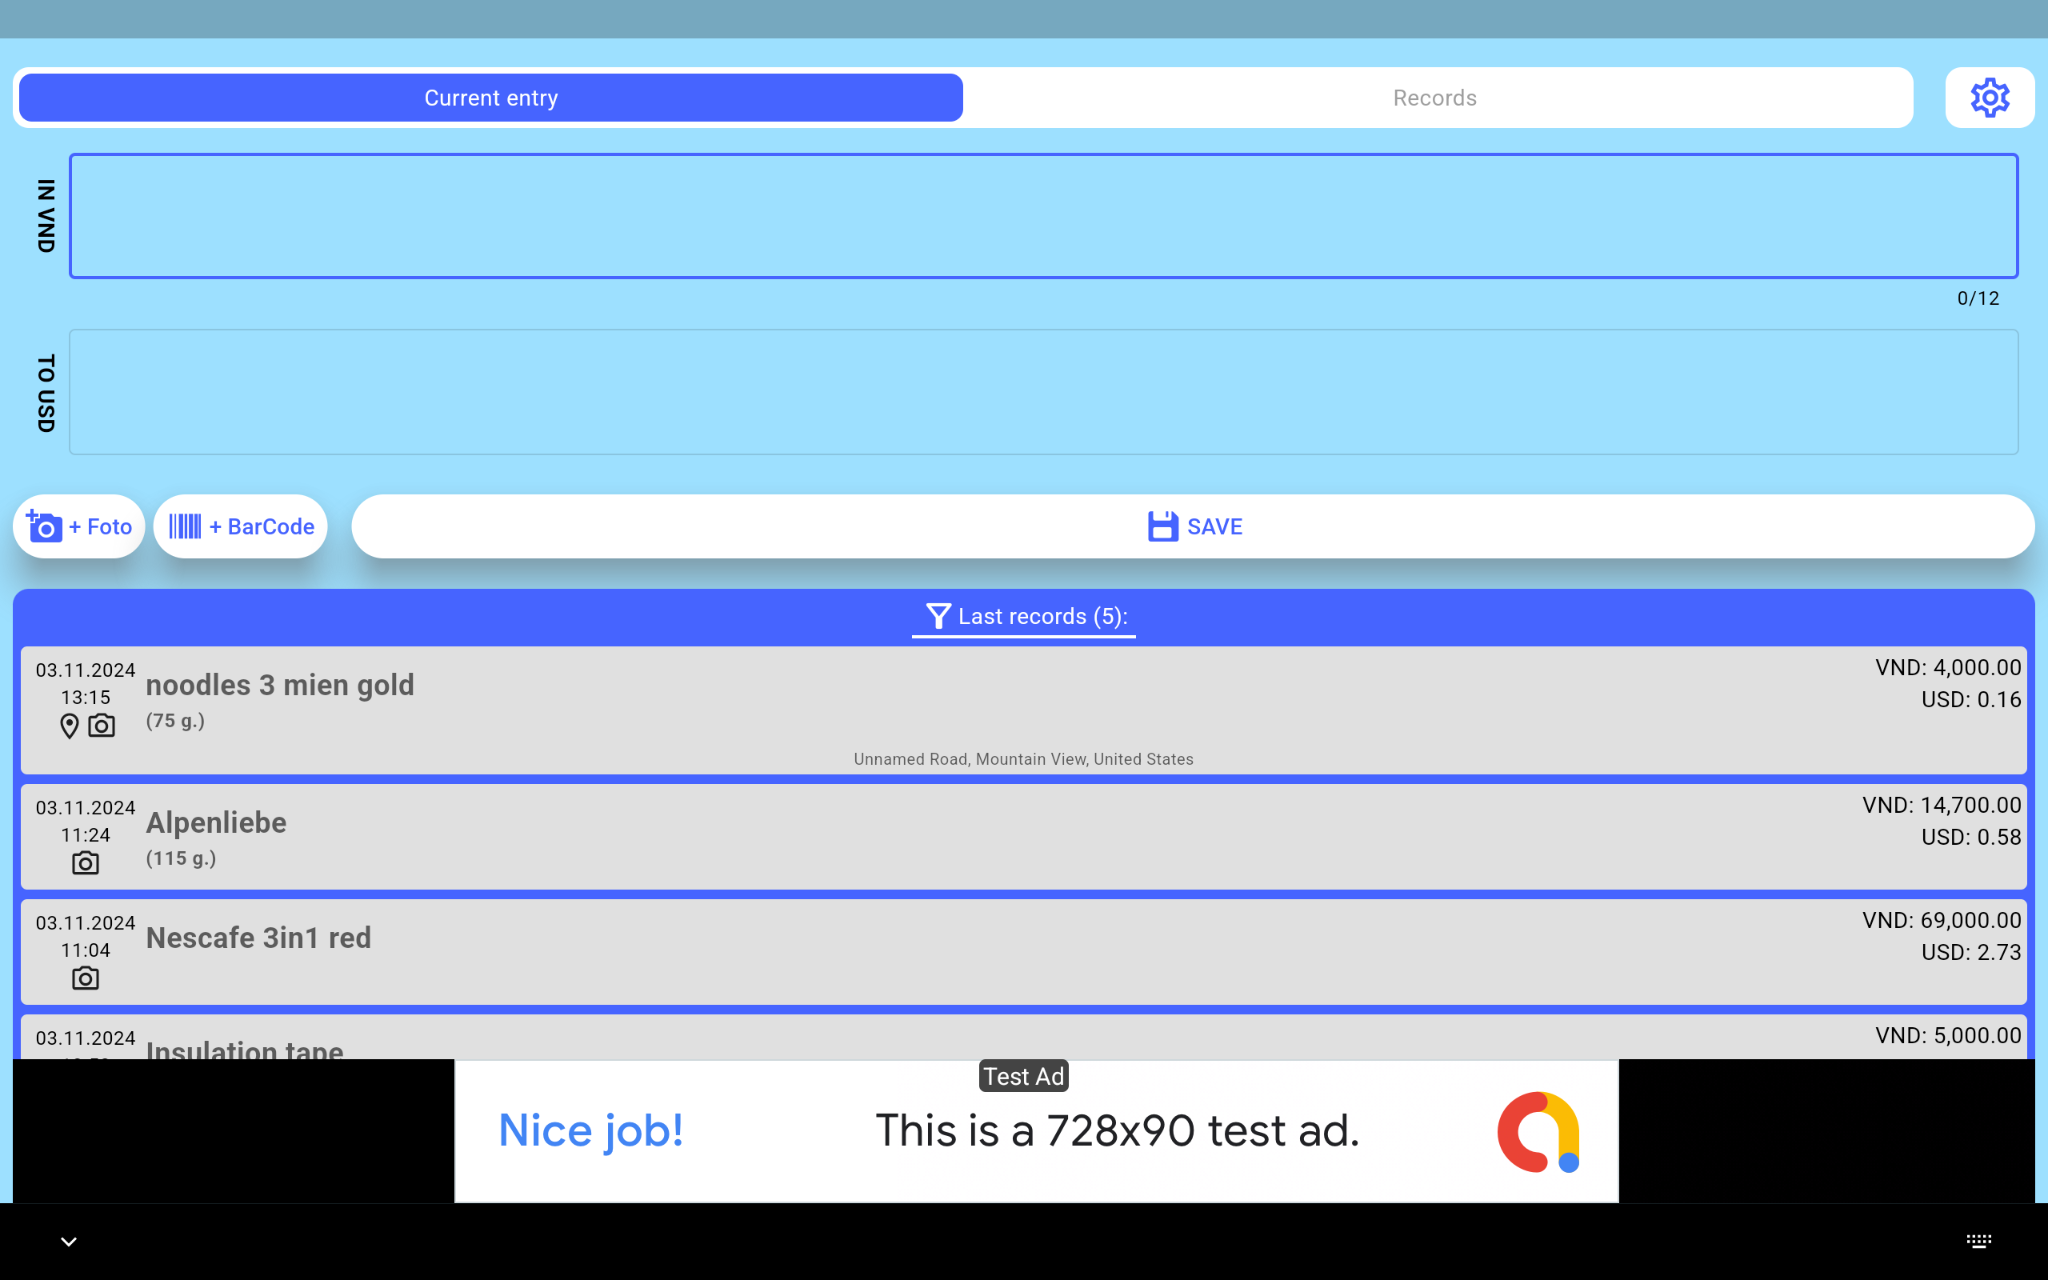 Current entry
Records
IN VND
0/12
TO USD
+ Foto
+ BarCode
SAVE
Last records (5):
03.11.2024
13:15
noodles 3 mien gold
(75 g.)
VND: 4,000.00
USD: 0.16
Unnamed Road, Mountain View, United States
03.11.2024
11:24
Alpenliebe
(115 g.)
VND: 14,700.00
USD: 0.58
03.11.2024
11:04
Nescafe 3in1 red
VND: 69,000.00
USD: 2.73
03.11.2024
Insulation tape
VND: 5,000.00
Test Ad
Nice job!
This is a 728x90 test ad.